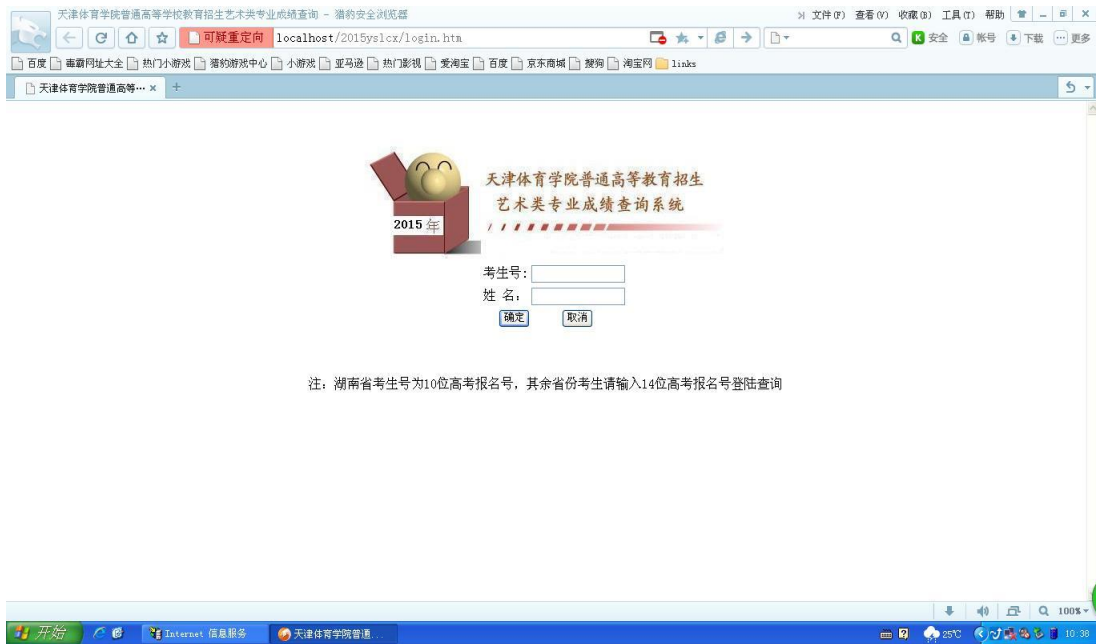 天津体育学院普通高等学校教育招生艺术类专业成绩查询 - 猎豹安全浏览器
文件(F) 查看(V) 收藏(B) 工具(T) 帮助
可疑重定向 localhost/2015yslcx/login.htm
安全 帐号 下载 更多
百度 毒霸网址大全 热门小游戏 猎豹游戏中心 小游戏 亚马逊 热门影视 爱淘宝 百度 京东商城 搜狗 淘宝网 links
天津体育学院普通高等…
天津体育学院普通高等教育招生
艺术类专业成绩查询系统
2015 年
考生号:
姓 名:
确定 取消
注：湖南省考生号为10位高考报名号，其余省份考生请输入14位高考报名号登陆查询
100%
开始 Internet 信息服务 天津体育学院普通... 25℃ 10:38